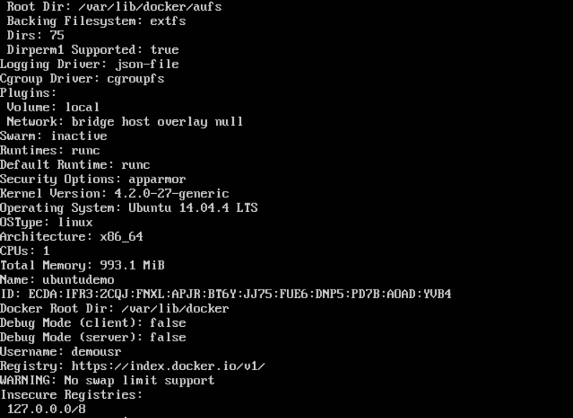 Root Dir: /var/lib/docker/aufs
Backing Filesystem: extfs
Dirs: 75
Dirperm1 Supported: true
Logging Driver: json-file
Cgroup Driver: cgroupfs
Plugins:
Volume: local
Network: bridge host overlay null
Swarm: inactive
Runtimes: runc
Default Runtime: runc
Security Options: apparmor
Kernel Version: 4.2.0-27-generic
Operating System: Ubuntu 14.04.4 LTS
OSType: linux
Architecture: x86_64
CPUs: 1
Total Memory: 993.1 MiB
Name: ubuntudemo
ID: ECDA:IFR3:ZCQJ:FNXL:APJR:BT6Y:JJ75:FUE6:DNP5:PD7B:AOAD:YVB4
Docker Root Dir: /var/lib/docker
Debug Mode (client): false
Debug Mode (server): false
Username: demousr
Registry: https://index.docker.io/v1/
WARNING: No swap limit support
Insecure Registries:
127.0.0.0/8